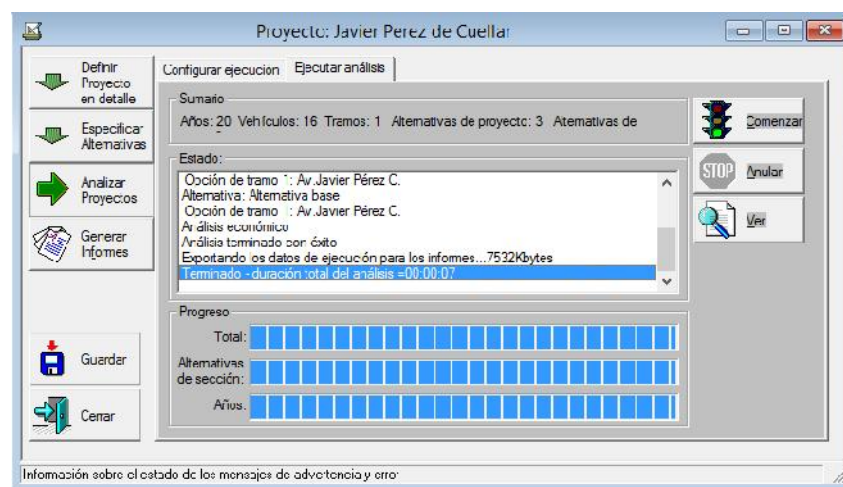 Proyecto: Javier Perez de Cuellar
Definir
Proyecto
en detalle
Especificar
Alternativas
Analizar
Proyectos
Generar
Informes
Guardar
Cerrar
Configurar ejecucion
Ejecutar análisis
Sumario
Años: 20 Vehículos: 16 Tramos: 1 Alternativas de proyecto: 3 Alternativas de
Estado:
Opción de tramo 1: Av.Javier Pérez C.
Alternativa: Alternativa base
Opción de tramo 1: Av.Javier Pérez C.
Análisis económico
Análisis terminado con éxito
Exportando los datos de ejecución para los informes...7532Kbytes
Terminado - duración total del análisis =00:00:07
Progreso
Total:
Alternativas
de sección:
Años:
Comenzar
STOP
Anular
Ver
Información sobre el estado de los mensajes de advertencia y error